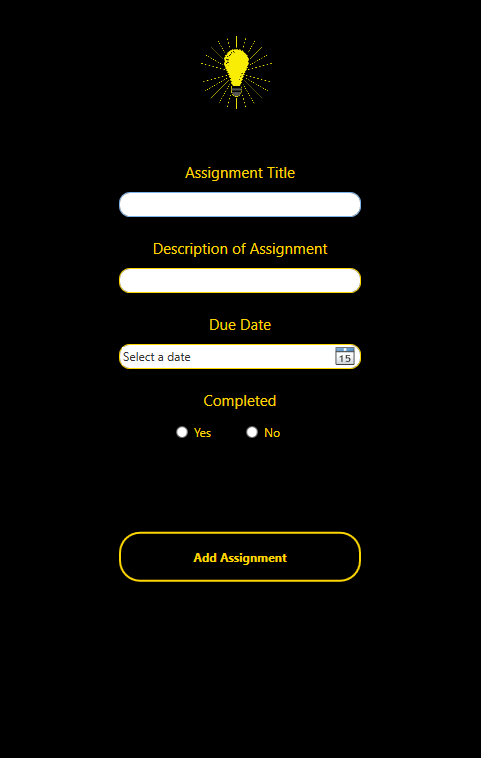 Assignment Title
Description of Assignment
Due Date
Select a date
15
Completed
Yes No
Add Assignment